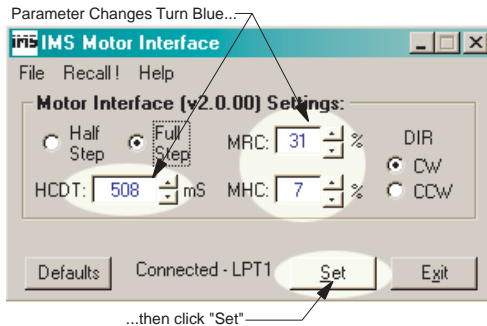 Parameter Changes Turn Blue...
IMS IMS Motor Interface
File Recall! Help
Motor Interface (v2.0.00) Settings:
Half Step Full Step MRC: 31 % DIR
CW
HCDT: 508 mS MHC: 7 % CCW
Defaults Connected - LPT1 Set Exit
...then click "Set"